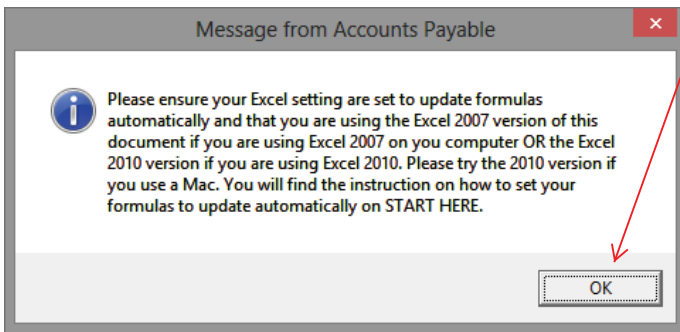 Message from Accounts Payable
Please ensure your Excel setting are set to update formulas
automatically and that you are using the Excel 2007 version of this
document if you are using Excel 2007 on you computer OR the Excel
2010 version if you are using Excel 2010. Please try the 2010 version if
you use a Mac. You will find the instruction on how to set your
formulas to update automatically on START HERE.
OK